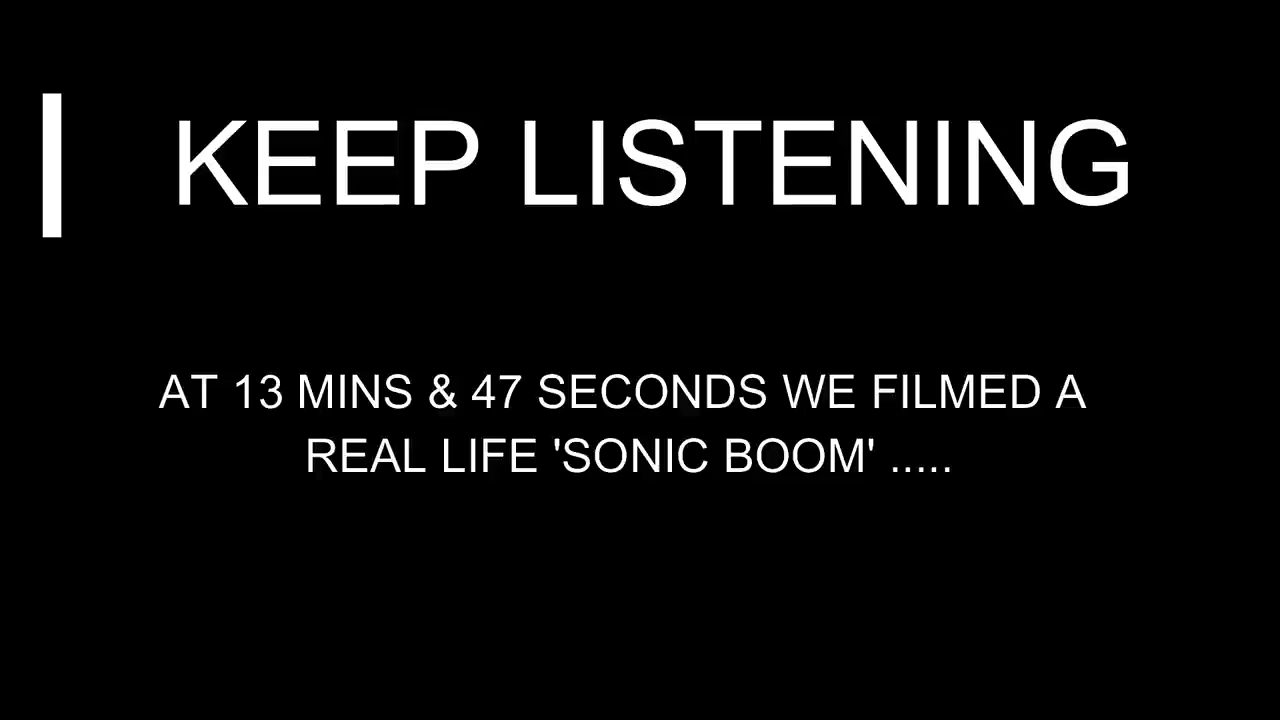 KEEP LISTENING
AT 13 MINS & 47 SECONDS WE FILMED A
REAL LIFE 'SONIC BOOM' .....